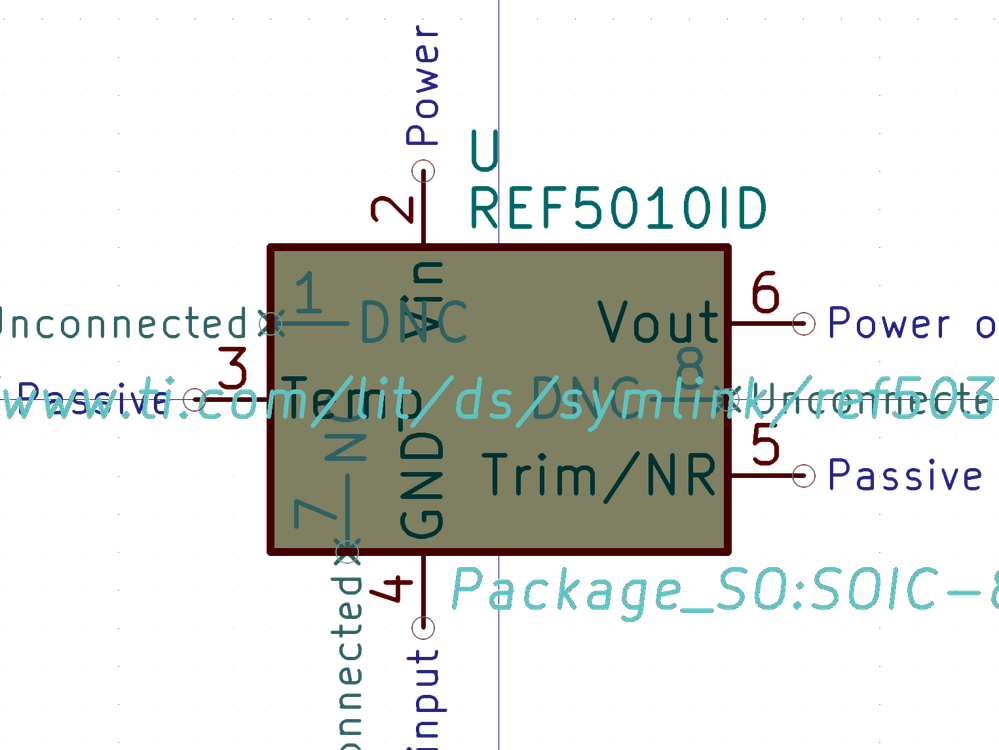 Power
U
REF5010ID
2
1
Vin
6
Unconnected
DNC
Vout
Power o
3
8
Passive
Temp
DNC
Unconnecte
www.ti.com/lit/ds/symlink/ref503
NC
5
GND
Trim/NR
Passive
7
4
Package_SO:SOIC-8
onnected
input